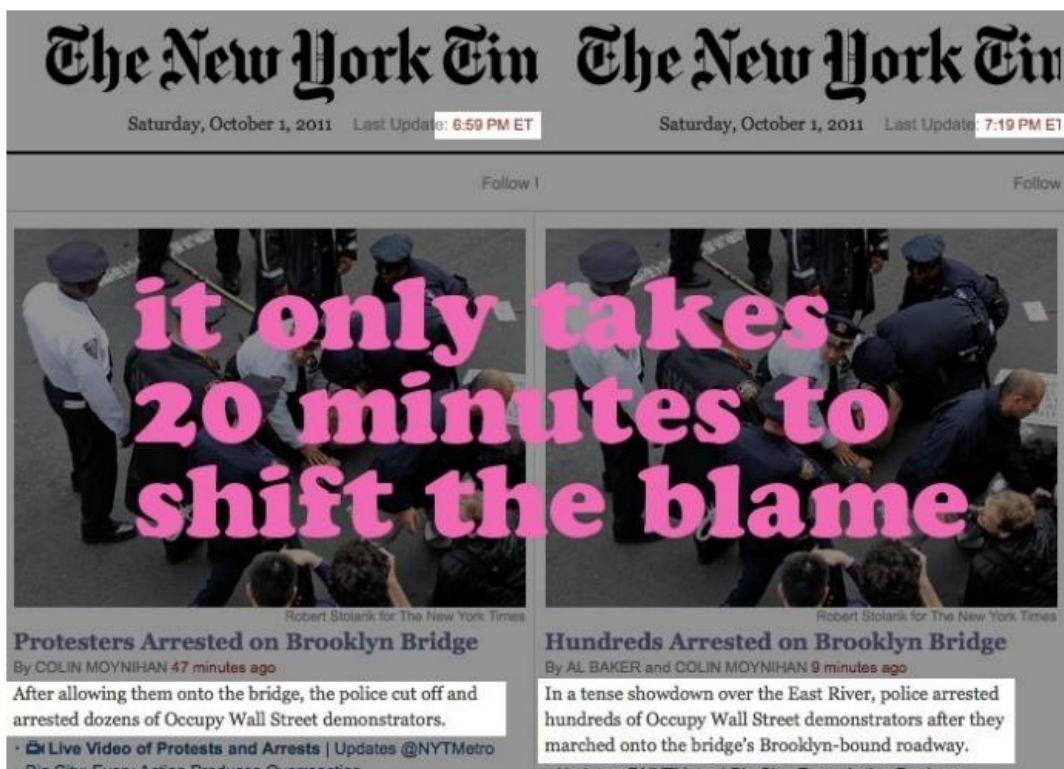 The New York Tim
Saturday, October 1, 2011 Last Update: 6:59 PM ET
Follow U
Robert Stolarik for The New York Times
Protesters Arrested on Brooklyn Bridge
By COLIN MOYNIHAN 47 minutes ago
After allowing them onto the bridge, the police cut off and
arrested dozens of Occupy Wall Street demonstrators.
· Live Video of Protests and Arrests | Updates @NYTMetro
The New York Tim
Saturday, October 1, 2011 Last Update: 7:19 PM ET
Follow
Robert Stolarik for The New York Times
Hundreds Arrested on Brooklyn Bridge
By AL BAKER and COLIN MOYNIHAN 9 minutes ago
In a tense showdown over the East River, police arrested
hundreds of Occupy Wall Street demonstrators after they
marched onto the bridge's Brooklyn-bound roadway.
it only takes
20 minutes to
shift the blame